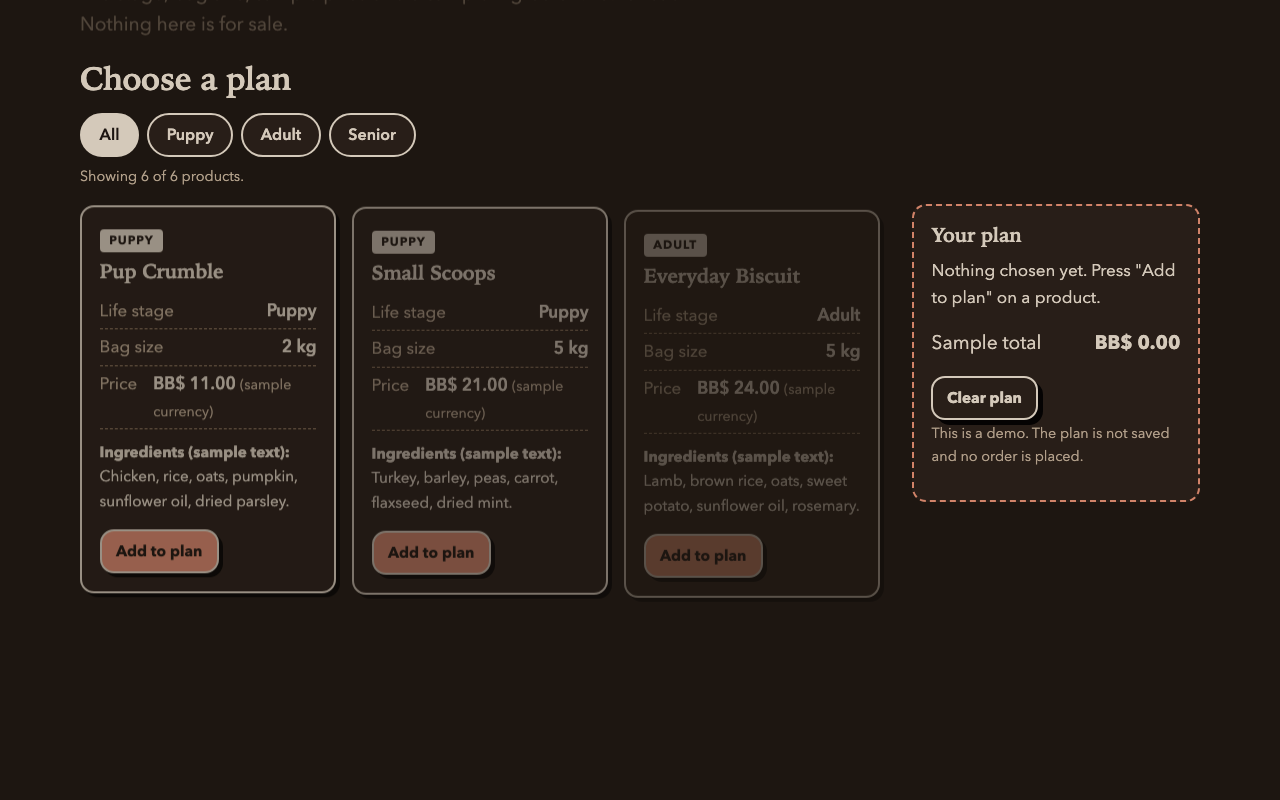 Nothing here is for sale.
Choose a plan
All
Puppy
Adult
Senior
Showing 6 of 6 products.
PUPPY
Pup Crumble
Life stage Puppy
Bag size 2 kg
Price BB$ 11.00 (sample
currency)
Ingredients (sample text):
Chicken, rice, oats, pumpkin,
sunflower oil, dried parsley.
Add to plan
PUPPY
Small Scoops
Life stage Puppy
Bag size 5 kg
Price BB$ 21.00 (sample
currency)
Ingredients (sample text):
Turkey, barley, peas, carrot,
flaxseed, dried mint.
Add to plan
ADULT
Everyday Biscuit
Life stage Adult
Bag size 5 kg
Price BB$ 24.00 (sample
currency)
Ingredients (sample text):
Lamb, brown rice, oats, sweet
potato, sunflower oil, rosemary.
Add to plan
Your plan
Nothing chosen yet. Press "Add
to plan" on a product.
Sample total BB$ 0.00
Clear plan
This is a demo. The plan is not saved
and no order is placed.